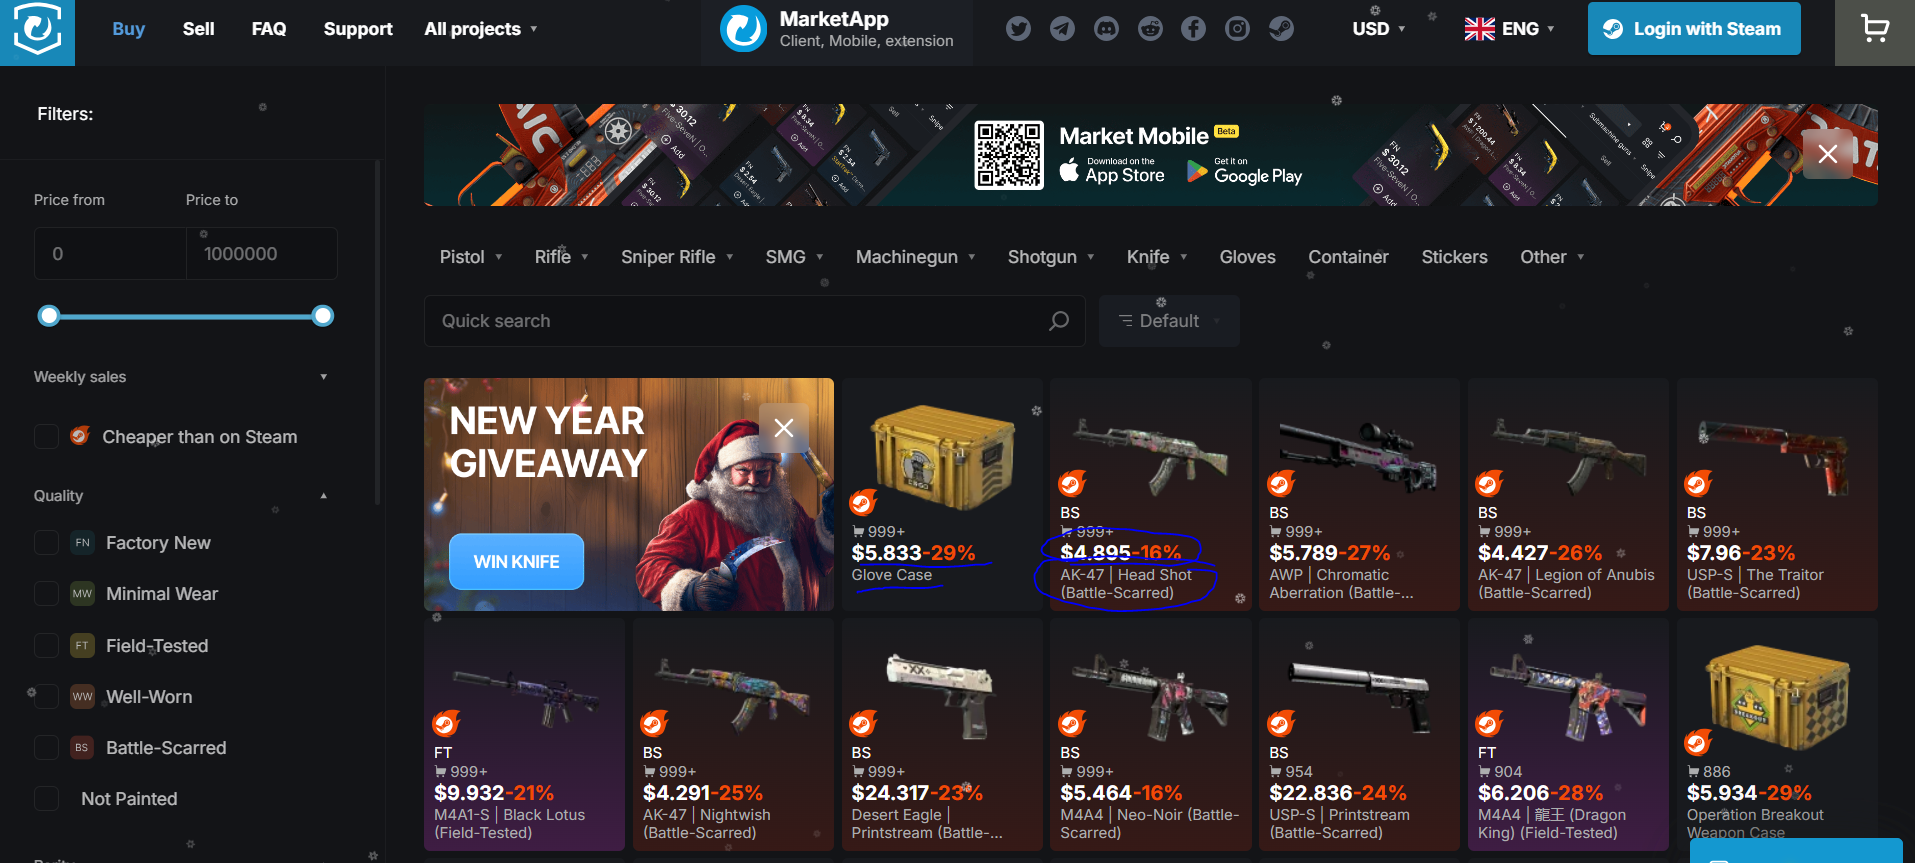 Buy
Sell
FAQ
Support
All projects
MarketApp
Client, Mobile, extension
USD
ENG
Login with Steam
Filters:
Market Mobile Beta
Download on the
App Store
Get it on
Google Play
Price from
Price to
0
1000000
Pistol
Rifle
Sniper Rifle
SMG
Machinegun
Shotgun
Knife
Gloves
Container
Stickers
Other
Quick search
Default
Weekly sales
Cheaper than on Steam
Quality
FN Factory New
MW Minimal Wear
FT Field-Tested
WW Well-Worn
BS Battle-Scarred
Not Painted
NEW YEAR
GIVEAWAY
WIN KNIFE
999+
$5.833-29%
Glove Case
BS
999+
$4.895-16%
AK-47 | Head Shot
(Battle-Scarred)
BS
999+
$5.789-27%
AWP | Chromatic
Aberration (Battle-...
BS
999+
$4.427-26%
AK-47 | Legion of Anubis
(Battle-Scarred)
BS
999+
$7.96-23%
USP-S | The Traitor
(Battle-Scarred)
FT
999+
$9.932-21%
M4A1-S | Black Lotus
(Field-Tested)
BS
999+
$4.291-25%
AK-47 | Nightwish
(Battle-Scarred)
BS
999+
$24.317-23%
Desert Eagle |
Printstream (Battle-...
BS
999+
$5.464-16%
M4A4 | Neo-Noir (Battle-
Scarred)
BS
954
$22.836-24%
USP-S | Printstream
(Battle-Scarred)
FT
904
$6.206-28%
M4A4 | 龍王 (Dragon
King) (Field-Tested)
886
$5.934-29%
Operation Breakout
Weapon Case